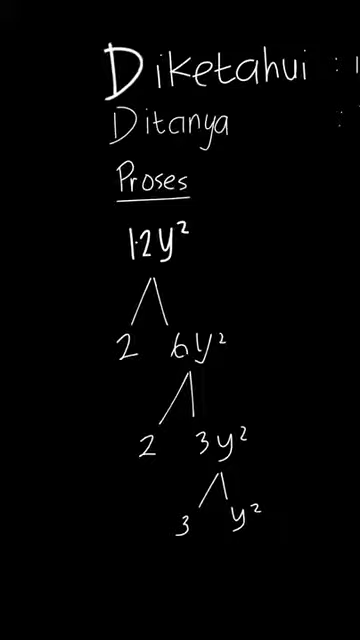 Diketahui :
Ditanya :
Proses
12y²
2 6y²
2 3y²
3 y²